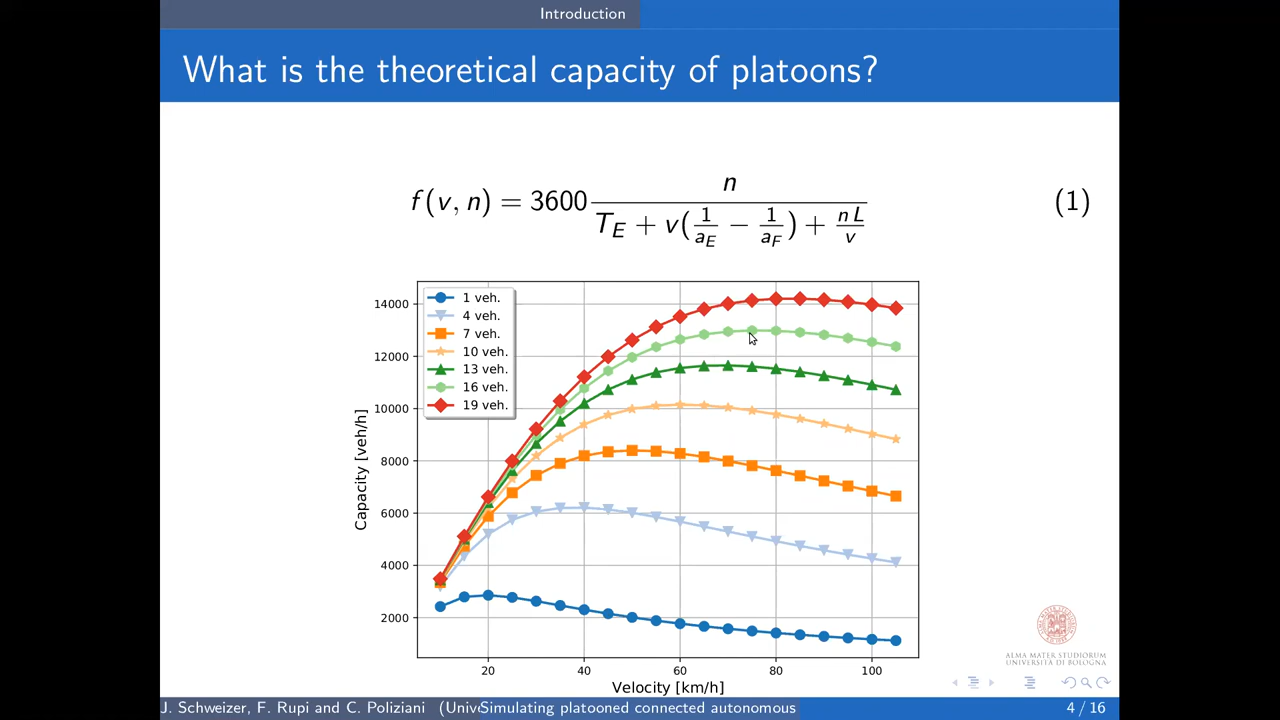 Introduction
What is the theoretical capacity of platoons?
f(v, n) = 3600 n / (T_E + v(1/a_E − 1/a_F) + n L/v) (1)
1 veh.
4 veh.
7 veh.
10 veh.
13 veh.
16 veh.
19 veh.
14000
12000
10000
8000
6000
4000
2000
Capacity [veh/h]
20 40 60 80 100
Velocity [km/h]
ALMA MATER STUDIORUM
UNIVERSITÀ DI BOLOGNA
J. Schweizer, F. Rupi and C. Poliziani (Unive Simulating platooned connected autonomous 4 / 16